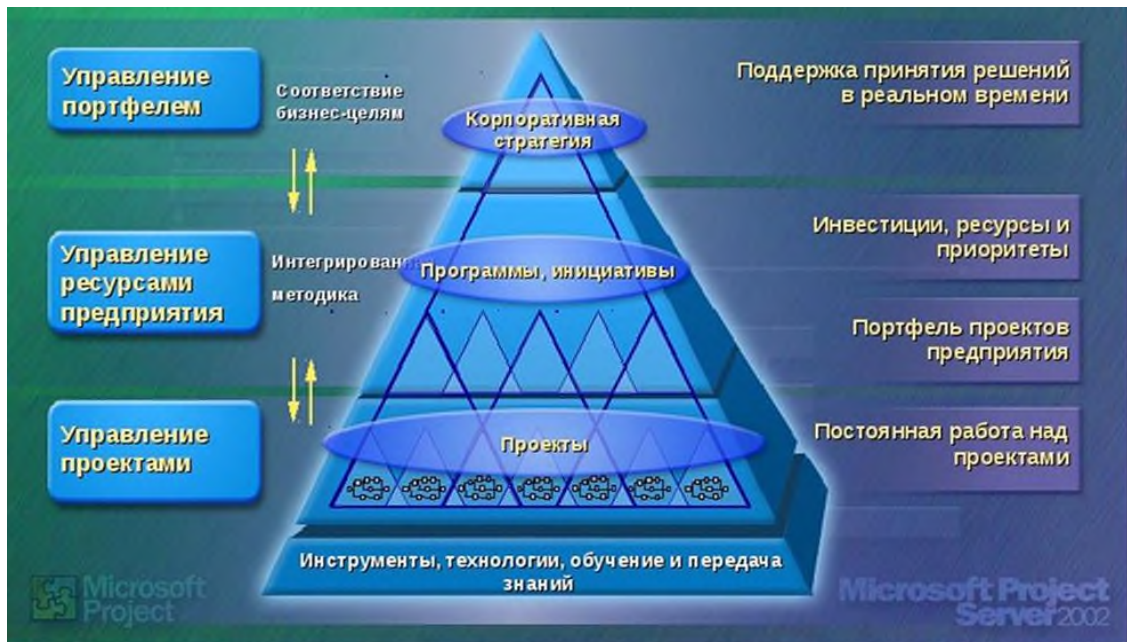 Управление
портфелем
Соответствие
бизнес-целям
Корпоративная
стратегия
Поддержка принятия решений
в реальном времени
Управление
ресурсами
предприятия
Интегрированная
методика
Программы, инициативы
Инвестиции, ресурсы и
приоритеты
Портфель проектов
предприятия
Управление
проектами
Проекты
Постоянная работа над
проектами
Инструменты, технологии, обучение и передача
знаний
Microsoft
Project
Microsoft Project
Server 2002